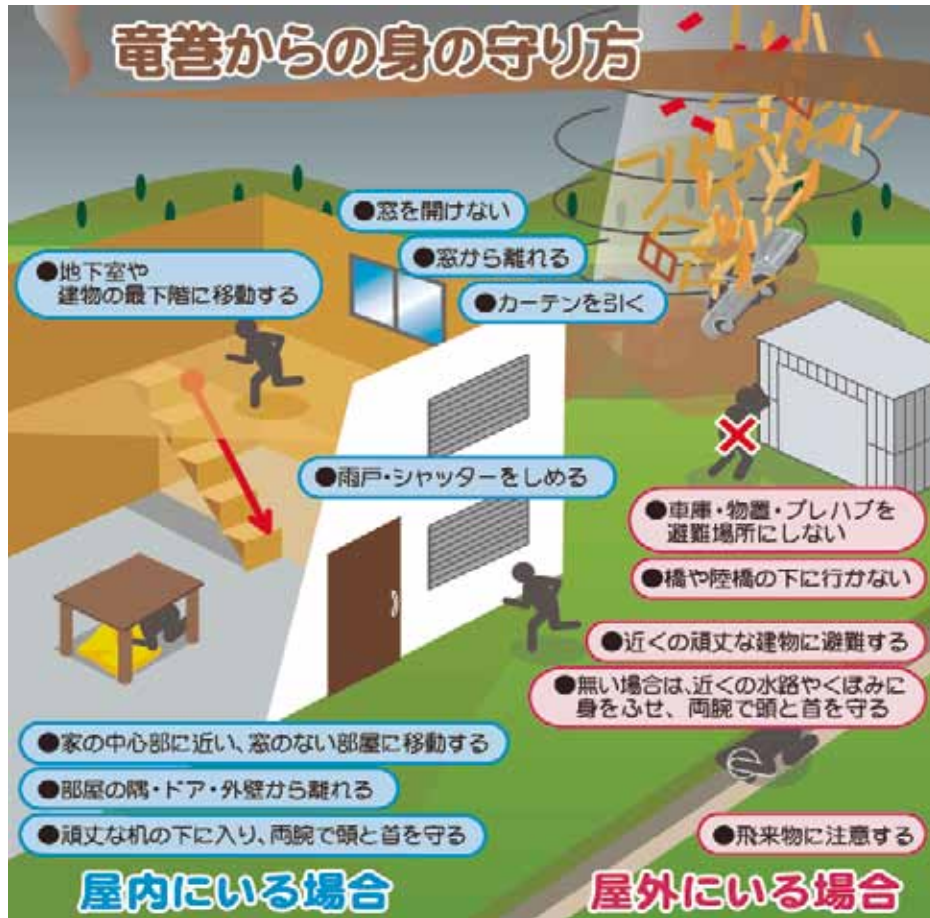 竜巻からの身の守り方
●窓を開けない
●窓から離れる
●カーテンを引く
●地下室や
建物の最下階に移動する
●雨戸・シャッターをしめる
●家の中心部に近い、窓のない部屋に移動する
●部屋の隅・ドア・外壁から離れる
●頑丈な机の下に入り、両腕で頭と首を守る
屋内にいる場合
●車庫・物置・プレハブを
避難場所にしない
●橋や陸橋の下に行かない
●近くの頑丈な建物に避難する
●無い場合は、近くの水路やくぼみに
身をふせ、両腕で頭と首を守る
●飛来物に注意する
屋外にいる場合